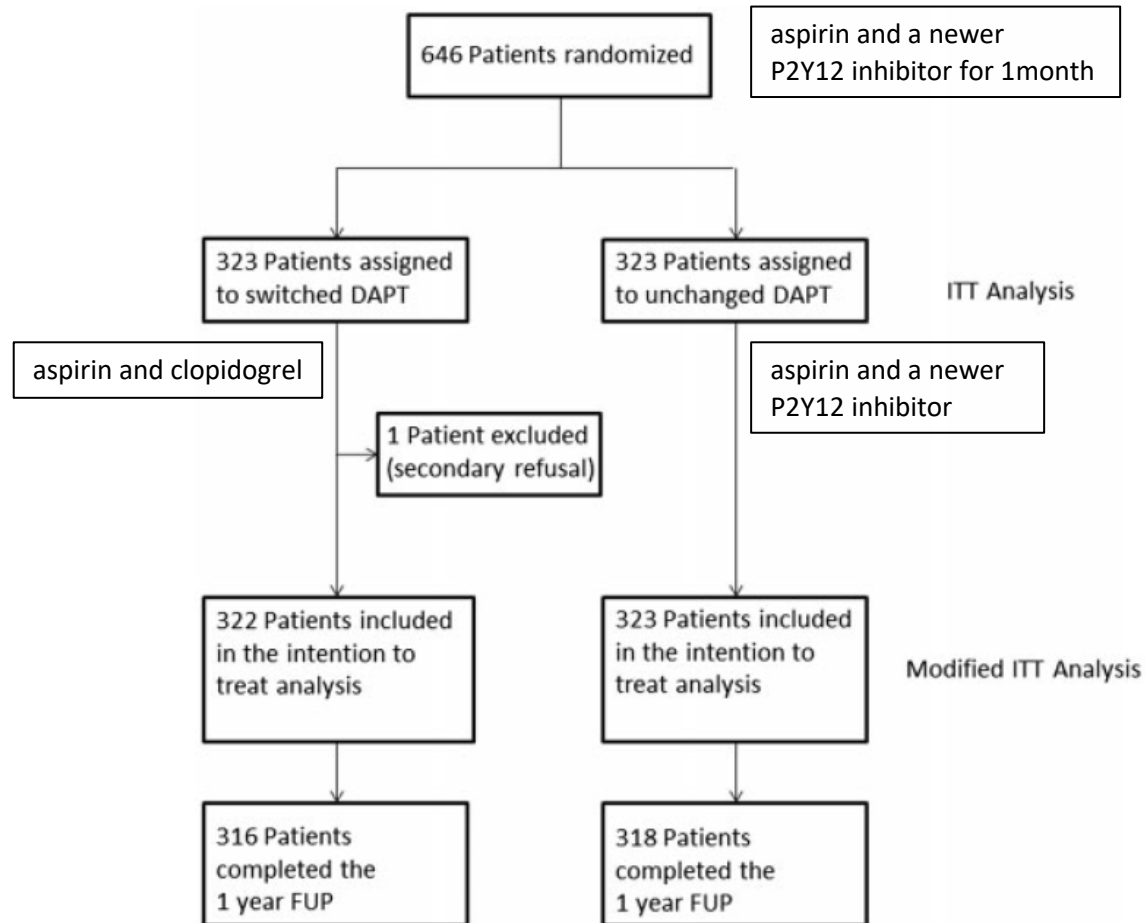 646 Patients randomized
aspirin and a newer
P2Y12 inhibitor for 1month
323 Patients assigned
to switched DAPT
323 Patients assigned
to unchanged DAPT
ITT Analysis
aspirin and clopidogrel
aspirin and a newer
P2Y12 inhibitor
1 Patient excluded
(secondary refusal)
322 Patients included
in the intention to
treat analysis
323 Patients included
in the intention to
treat analysis
Modified ITT Analysis
316 Patients
completed the
1 year FUP
318 Patients
completed the
1 year FUP